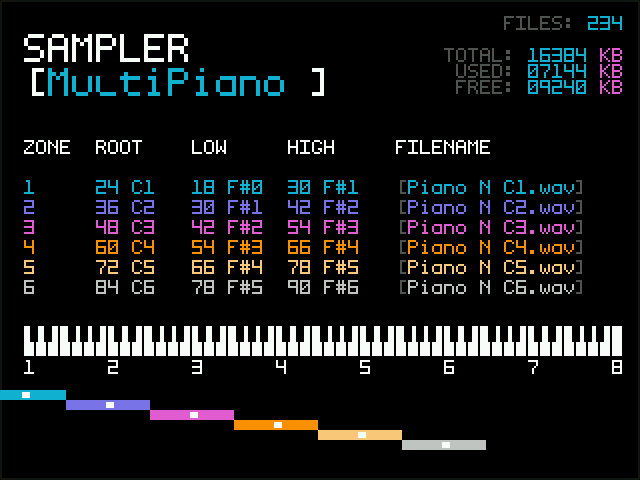 FILES: 234
SAMPLER
[MultiPiano ]
TOTAL: 16384 KB
USED: 07144 KB
FREE: 09240 KB
ZONE ROOT LOW HIGH FILENAME
1 24 C1 18 F#0 30 F#1 [Piano N C1.wav]
2 36 C2 30 F#1 42 F#2 [Piano N C2.wav]
3 48 C3 42 F#2 54 F#3 [Piano N C3.wav]
4 60 C4 54 F#3 66 F#4 [Piano N C4.wav]
5 72 C5 66 F#4 78 F#5 [Piano N C5.wav]
6 84 C6 78 F#5 90 F#6 [Piano N C6.wav]
1 2 3 4 5 6 7 8